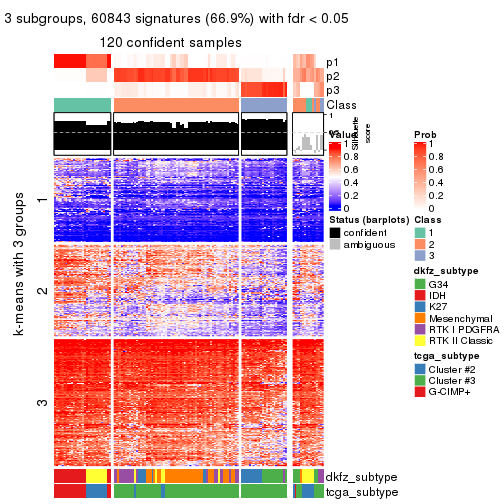 3 subgroups, 60843 signatures (66.9%) with fdr < 0.05
120 confident samples
p1
p2
p3
Class
1
0.5
0
Silhouette
score
k-means with 3 groups
1
2
3
dkfz_subtype
tcga_subtype
Value
1
0.8
0.6
0.4
0.2
0
Prob
1
0.8
0.6
0.4
0.2
0
Status (barplots)
confident
ambiguous
Class
1
2
3
dkfz_subtype
G34
IDH
K27
Mesenchymal
RTK I PDGFRA
RTK II Classic
tcga_subtype
Cluster #2
Cluster #3
G-CIMP+